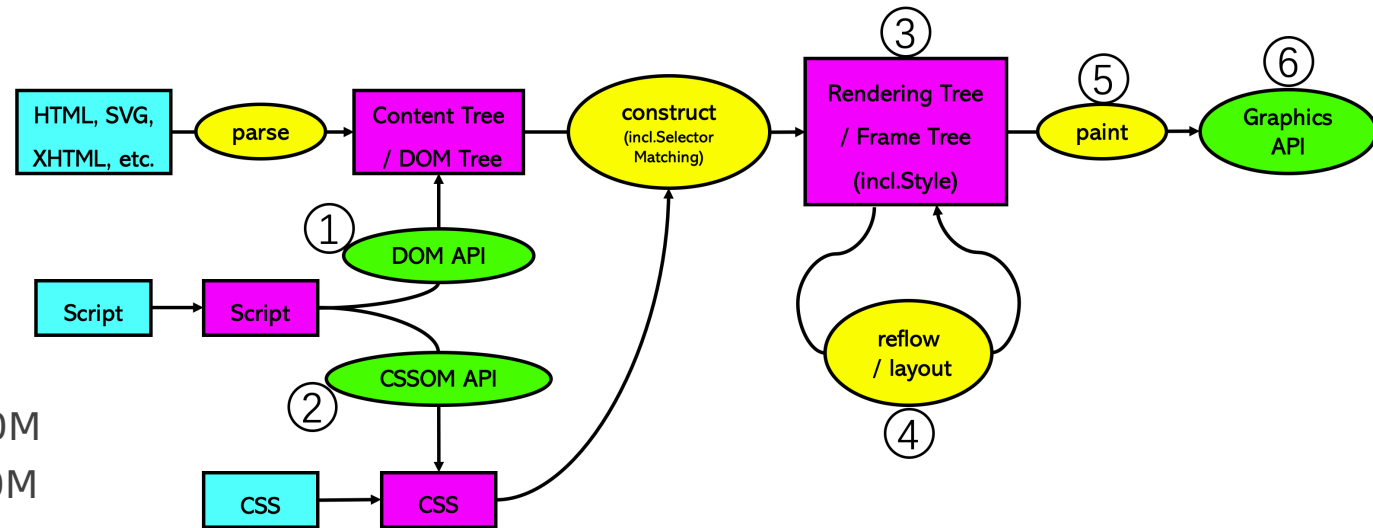 ③
⑤
⑥
HTML, SVG,
XHTML, etc.
parse
Content Tree
/ DOM Tree
construct
(incl.Selector
Matching)
Rendering Tree
/ Frame Tree
(incl.Style)
paint
Graphics
API
①
DOM API
Script
Script
reflow
/ layout
②
CSSOM API
④
OM
OM
CSS
CSS